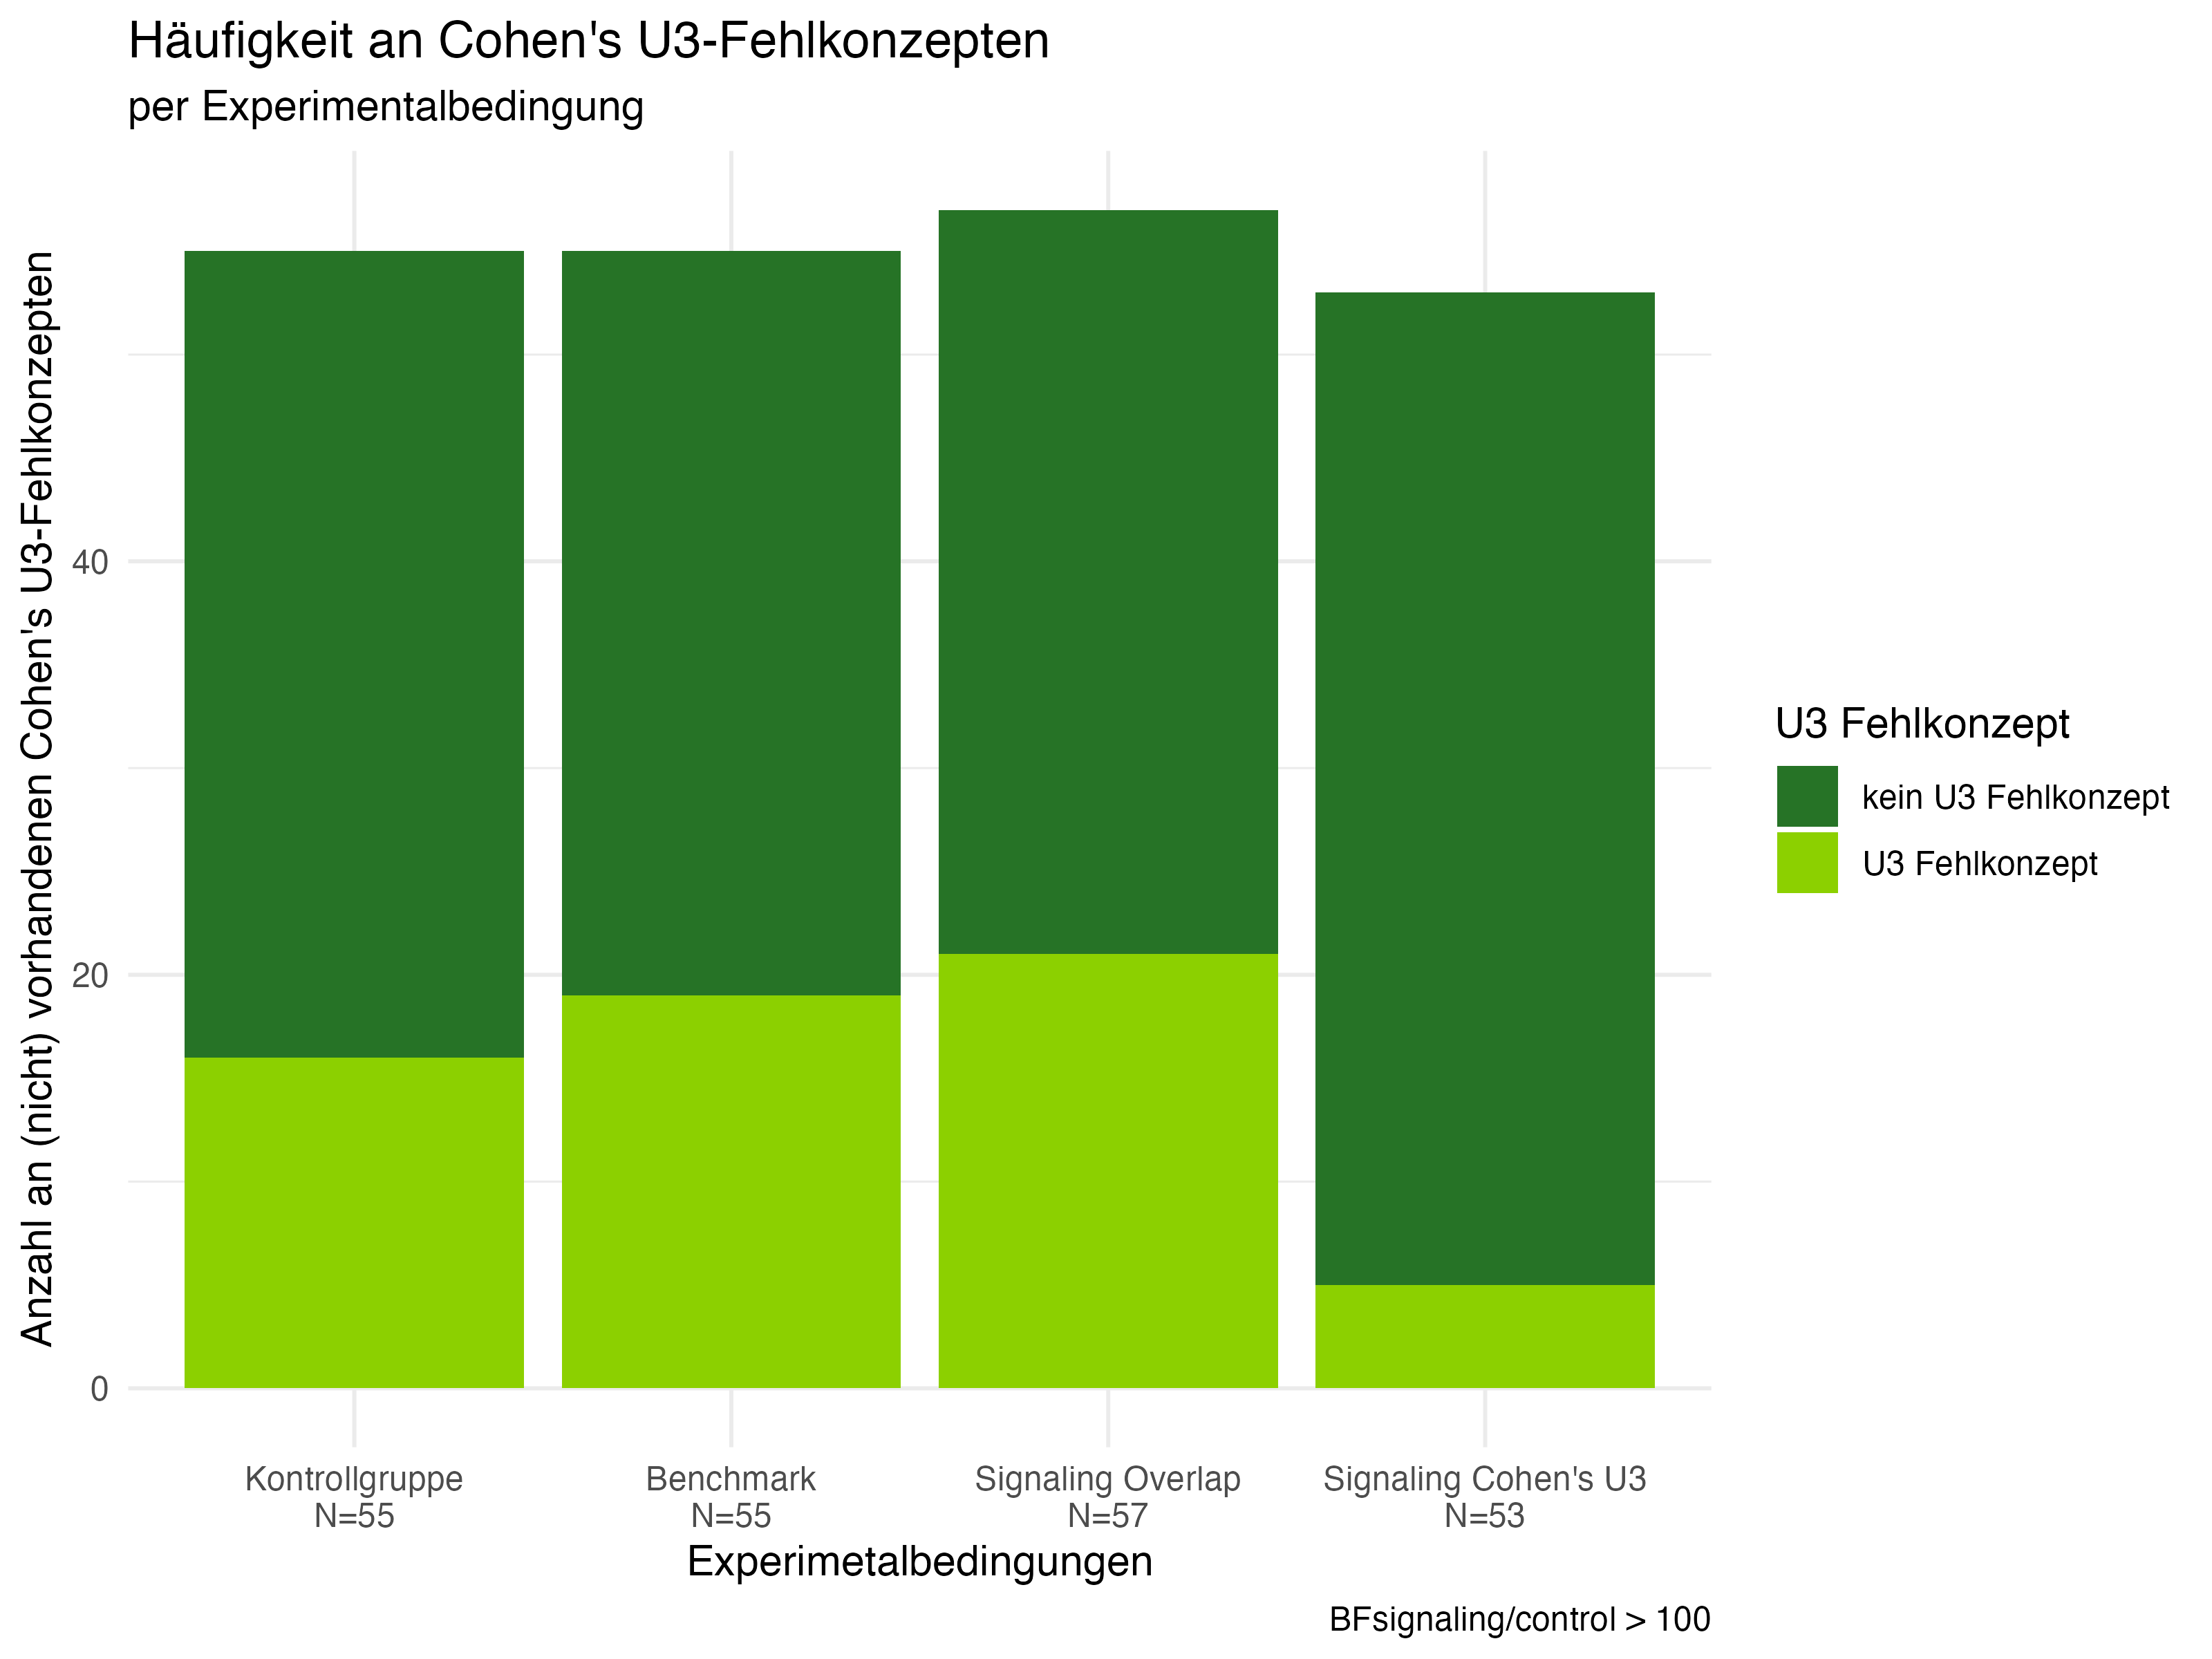 Häufigkeit an Cohen's U3-Fehlkonzepten
per Experimentalbedingung
Anzahl an (nicht) vorhandenen Cohen's U3-Fehlkonzepten
40
20
0
Kontrollgruppe
N=55
Benchmark
N=55
Signaling Overlap
N=57
Signaling Cohen's U3
N=53
Experimetalbedingungen
U3 Fehlkonzept
kein U3 Fehlkonzept
U3 Fehlkonzept
BFsignaling/control > 100